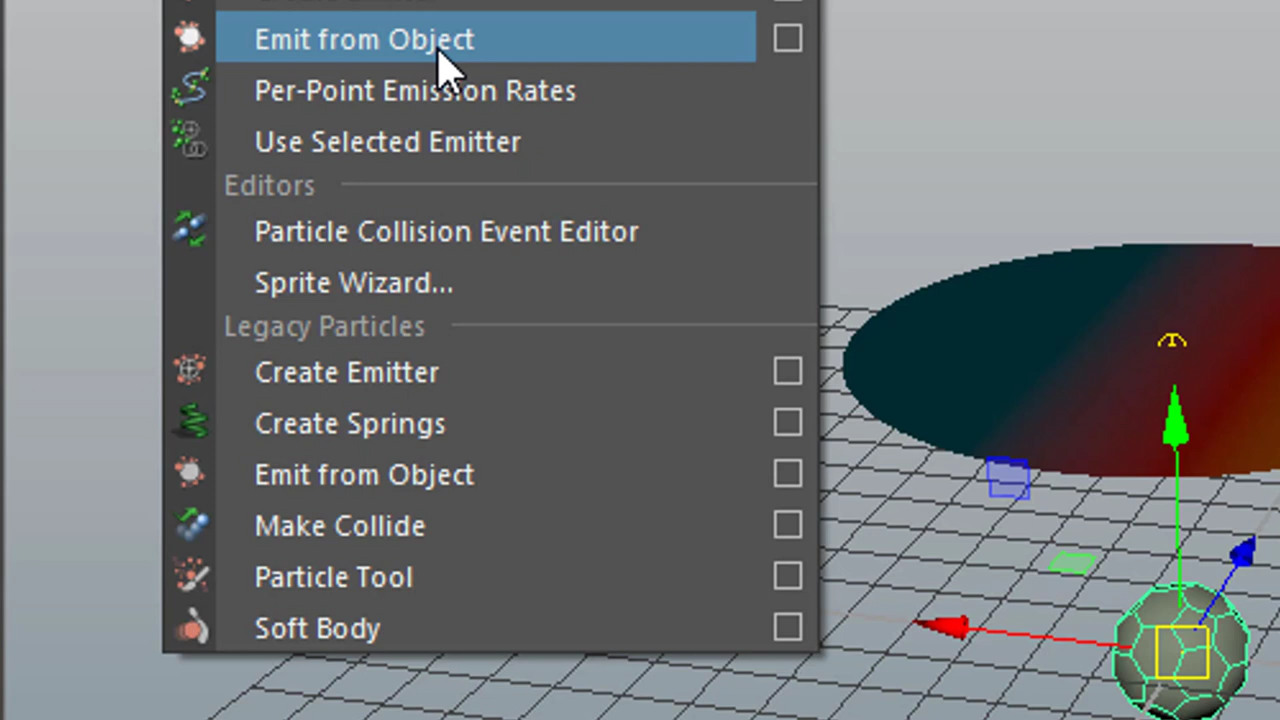 Emit from Object
Per-Point Emission Rates
Use Selected Emitter
Editors
Particle Collision Event Editor
Sprite Wizard...
Legacy Particles
Create Emitter
Create Springs
Emit from Object
Make Collide
Particle Tool
Soft Body